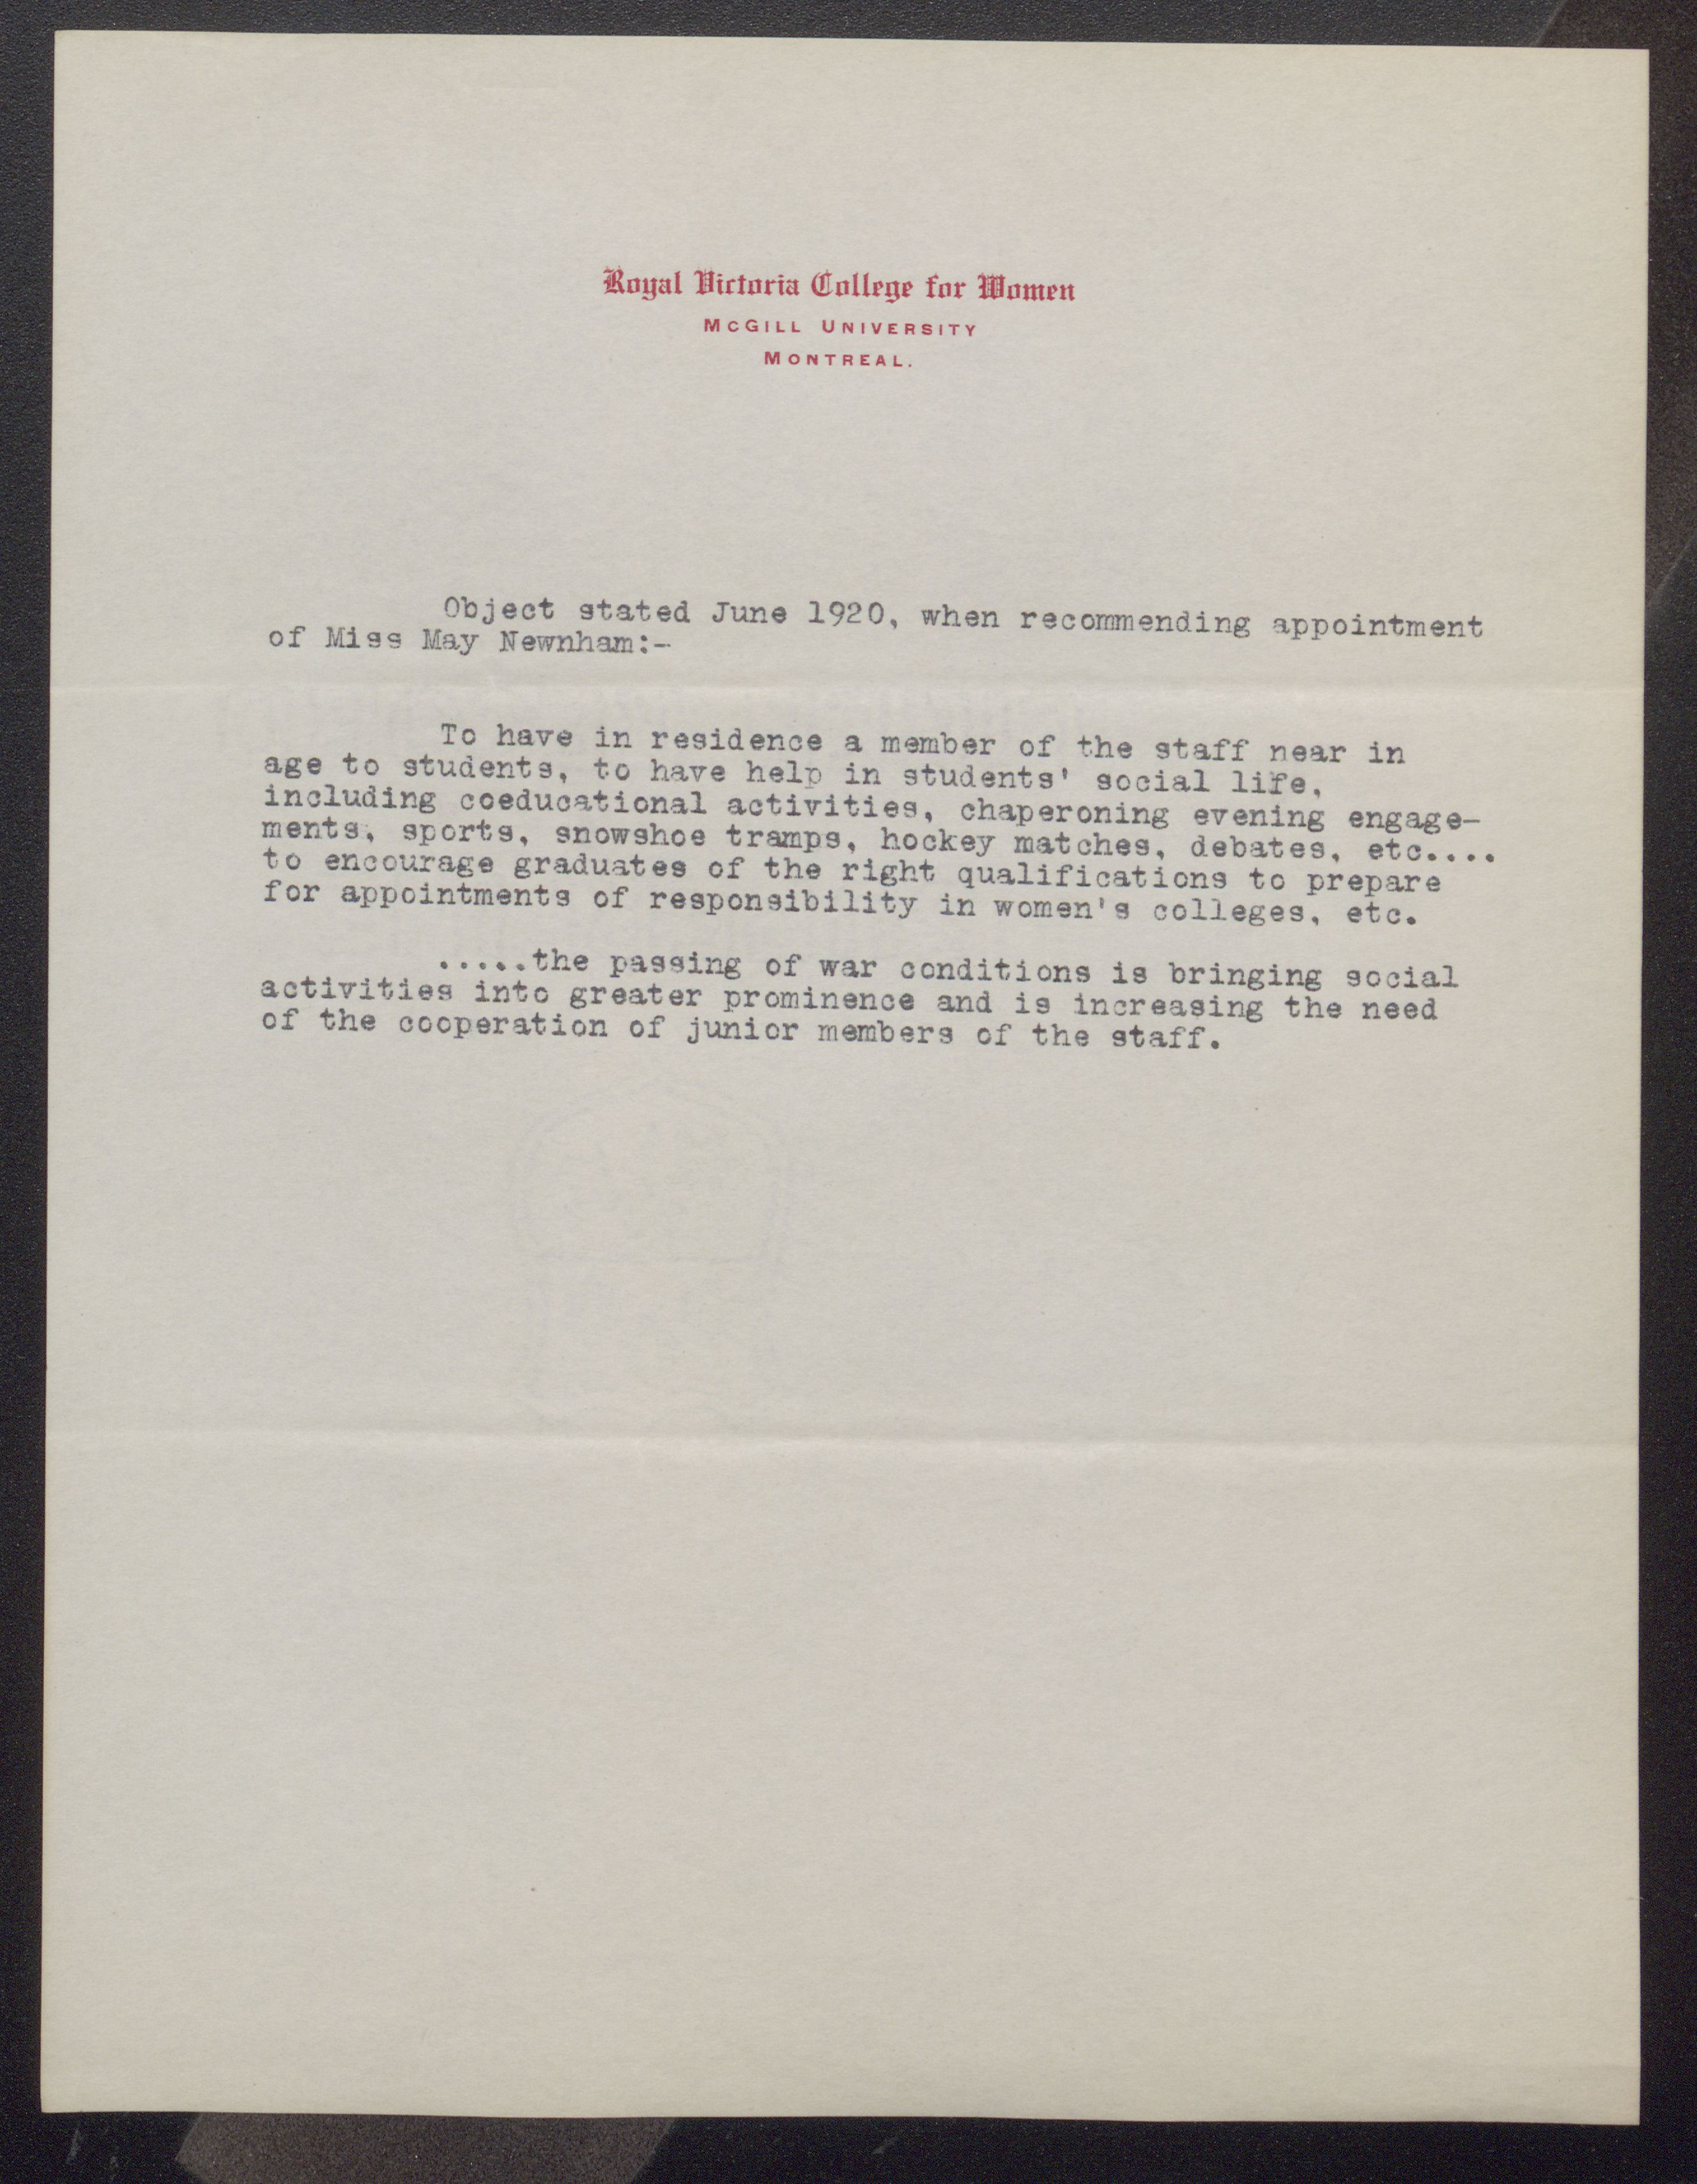 Royal Victoria College for Women
McGILL UNIVERSITY
MONTREAL.
Object stated June 1920, when recommending appointment
of Miss May Newnham:-
To have in residence a member of the staff near in
age to students, to have help in students' social life,
including coeducational activities, chaperoning evening engage-
ments, sports, snowshoe tramps, hockey matches, debates, etc....
to encourage graduates of the right qualifications to prepare
for appointments of responsibility in women's colleges, etc.
.....the passing of war conditions is bringing social
activities into greater prominence and is increasing the need
of the cooperation of junior members of the staff.